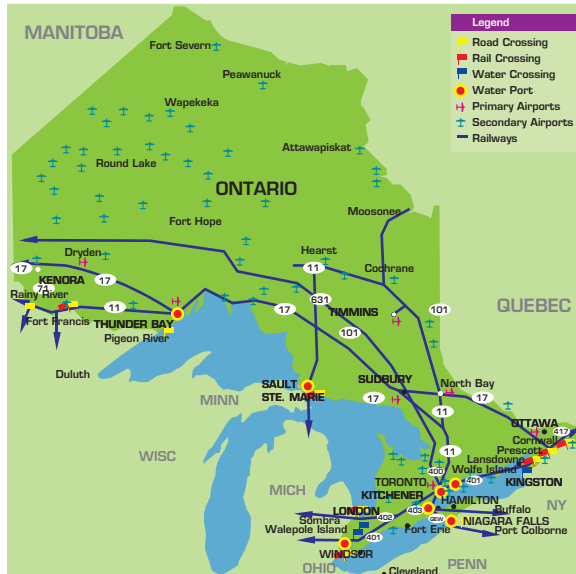 MANITOBA
Fort Severn
Peawanuck
Wapekeka
Legend
Road Crossing
Rail Crossing
Water Crossing
Water Port
Primary Airports
Secondary Airports
Railways
Round Lake
Attawapiskat
ONTARIO
Fort Hope
Moosonee
Dryden
Hearst
Cochrane
17
KENORA
71
17
11
631
101
QUEBEC
Rainy River
11
Fort Francis
THUNDER BAY
17
TIMMINS
101
Pigeon River
Duluth
MINN
SAULT
STE. MARIE
SUDBURY
North Bay
17
17
11
OTTAWA
417
Cornwall
Prescott
Lansdowne
WISC
11
400
Wolfe Island
401
KINGSTON
MICH
TORONTO
KITCHENER
HAMILTON
NY
LONDON
402
403
QEW
Buffalo
Sombra
NIAGARA FALLS
Walepole Island
401
Fort Erie
Port Colborne
WINDSOR
OHIO
PENN
Cleveland